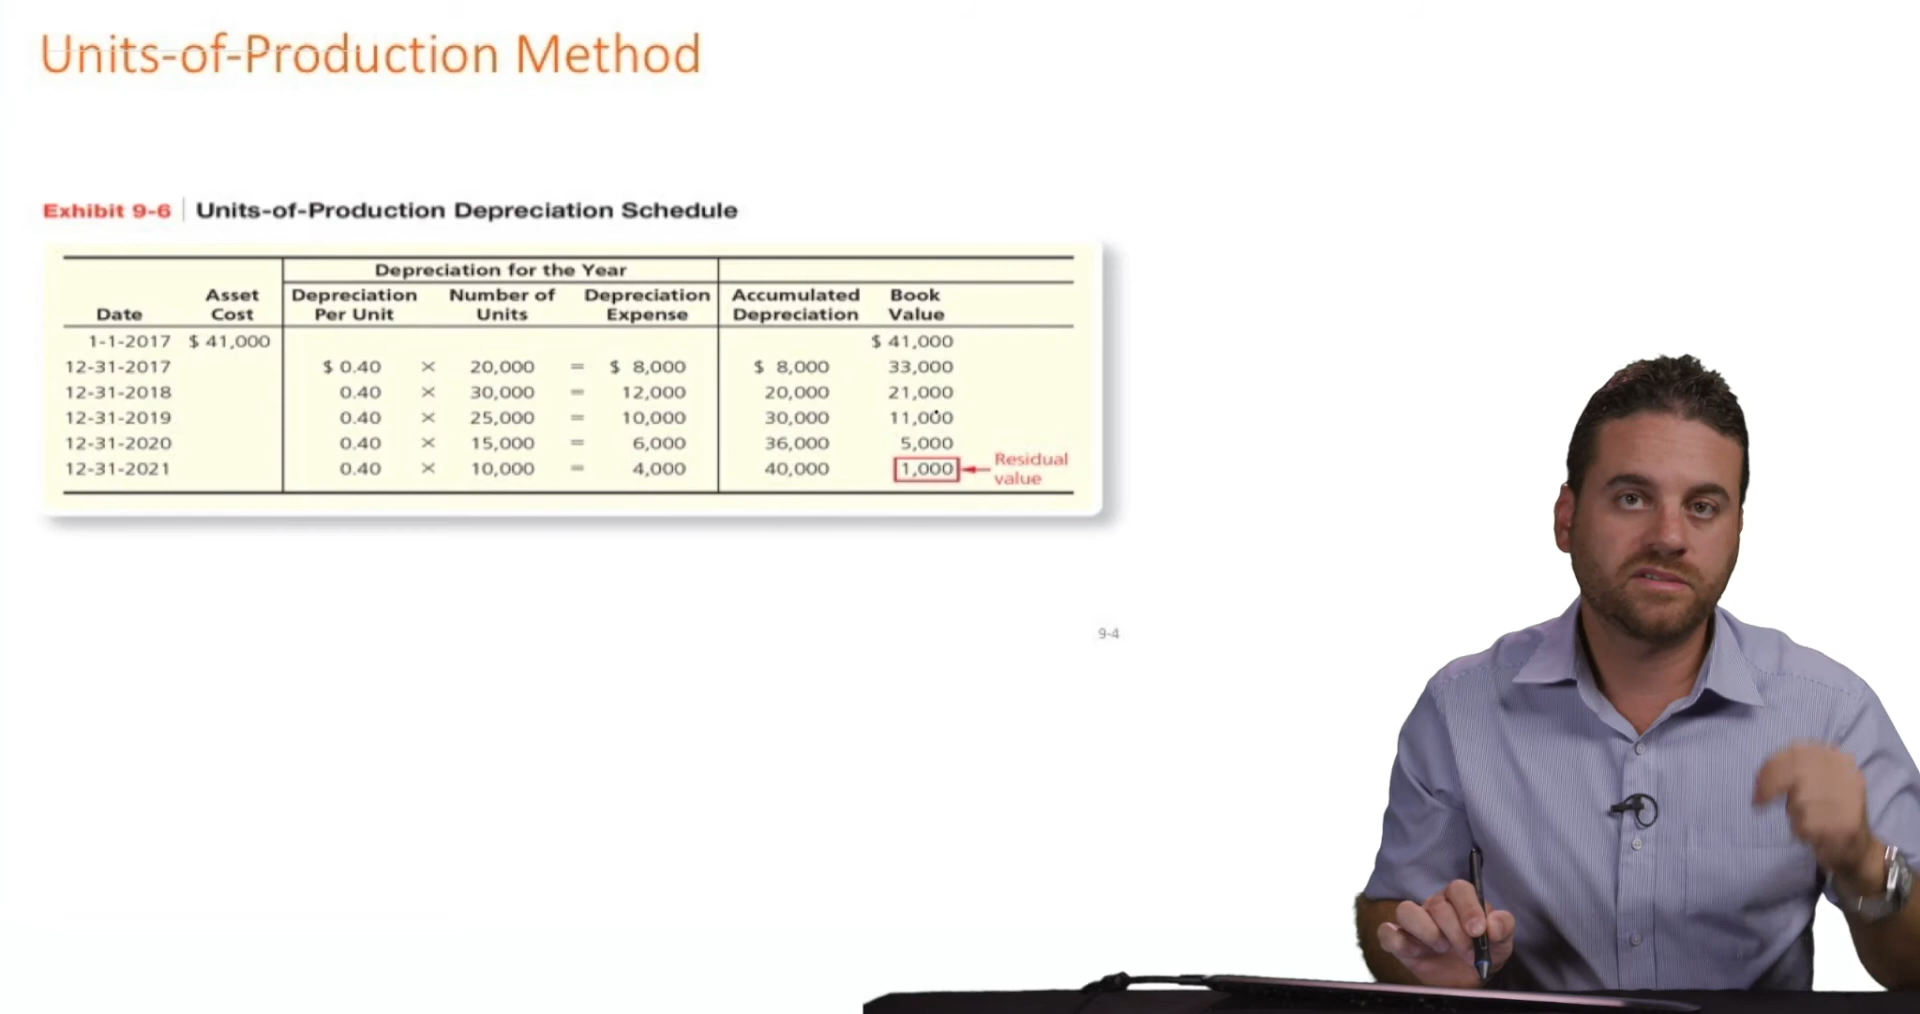 Units-of-Production Method
Exhibit 9-6 | Units-of-Production Depreciation Schedule
Depreciation for the Year
Asset Depreciation Number of Depreciation Accumulated Book
Date Cost Per Unit Units Expense Depreciation Value
1-1-2017 $ 41,000 $ 41,000
12-31-2017 $ 0.40 × 20,000 = $ 8,000 $ 8,000 33,000
12-31-2018 0.40 × 30,000 = 12,000 20,000 21,000
12-31-2019 0.40 × 25,000 = 10,000 30,000 11,000
12-31-2020 0.40 × 15,000 = 6,000 36,000 5,000
12-31-2021 0.40 × 10,000 = 4,000 40,000 1,000 Residual
value
9-4